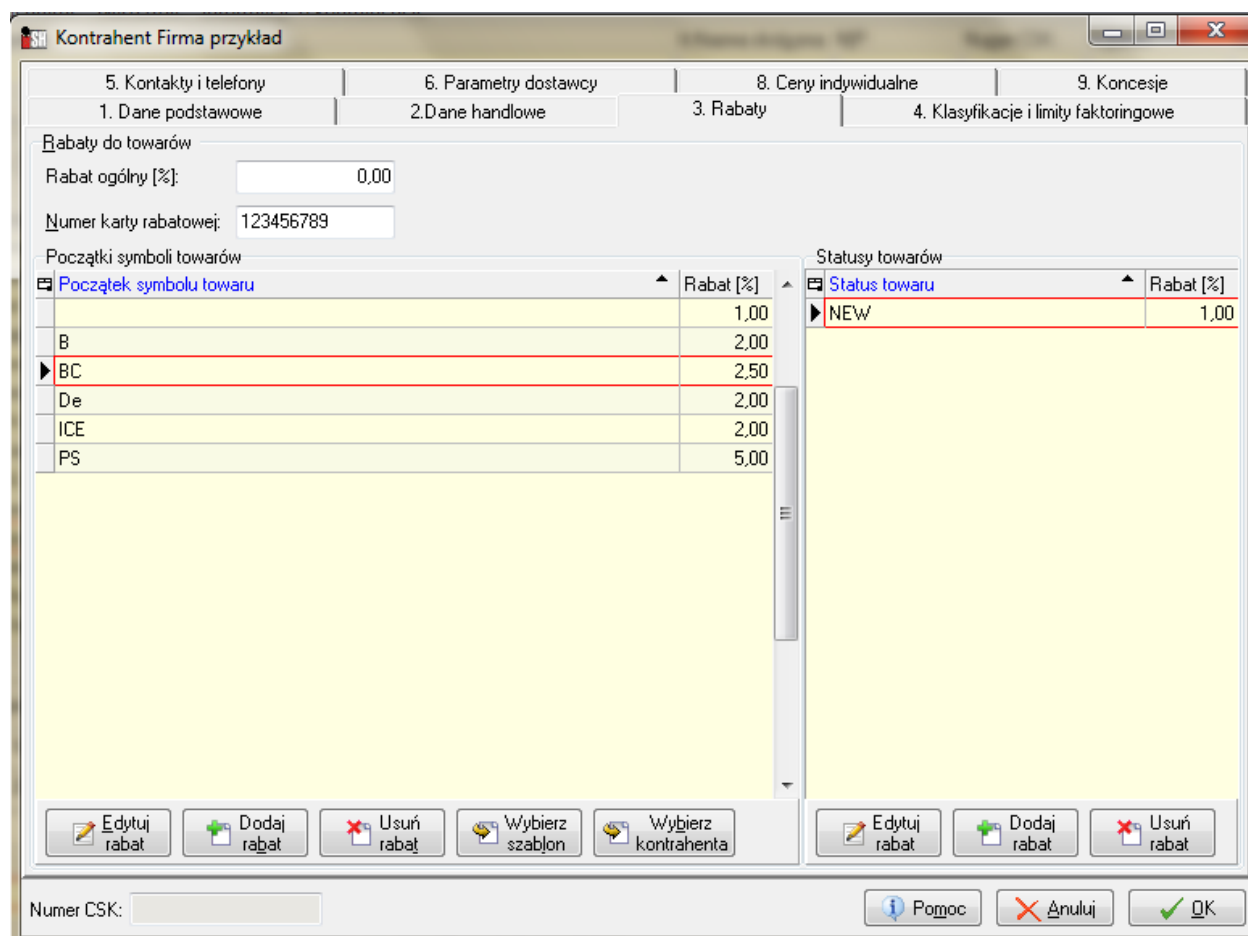 Kontrahent Firma przykład
5. Kontakty i telefony 6. Parametry dostawcy 8. Ceny indywidualne 9. Koncesje
1. Dane podstawowe 2.Dane handlowe 3. Rabaty 4. Klasyfikacje i limity faktoringowe
Rabaty do towarów
Rabat ogólny [%]: 0,00
Numer karty rabatowej: 123456789
Początki symboli towarów Statusy towarów
Początek symbolu towaru Rabat [%] Status towaru Rabat [%]
1,00 NEW 1,00
B 2,00
BC 2,50
De 2,00
ICE 2,00
PS 5,00
Edytuj rabat Dodaj rabat Usuń rabat Wybierz szablon Wybierz kontrahenta Edytuj rabat Dodaj rabat Usuń rabat
Numer CSK: Pomoc Anuluj OK